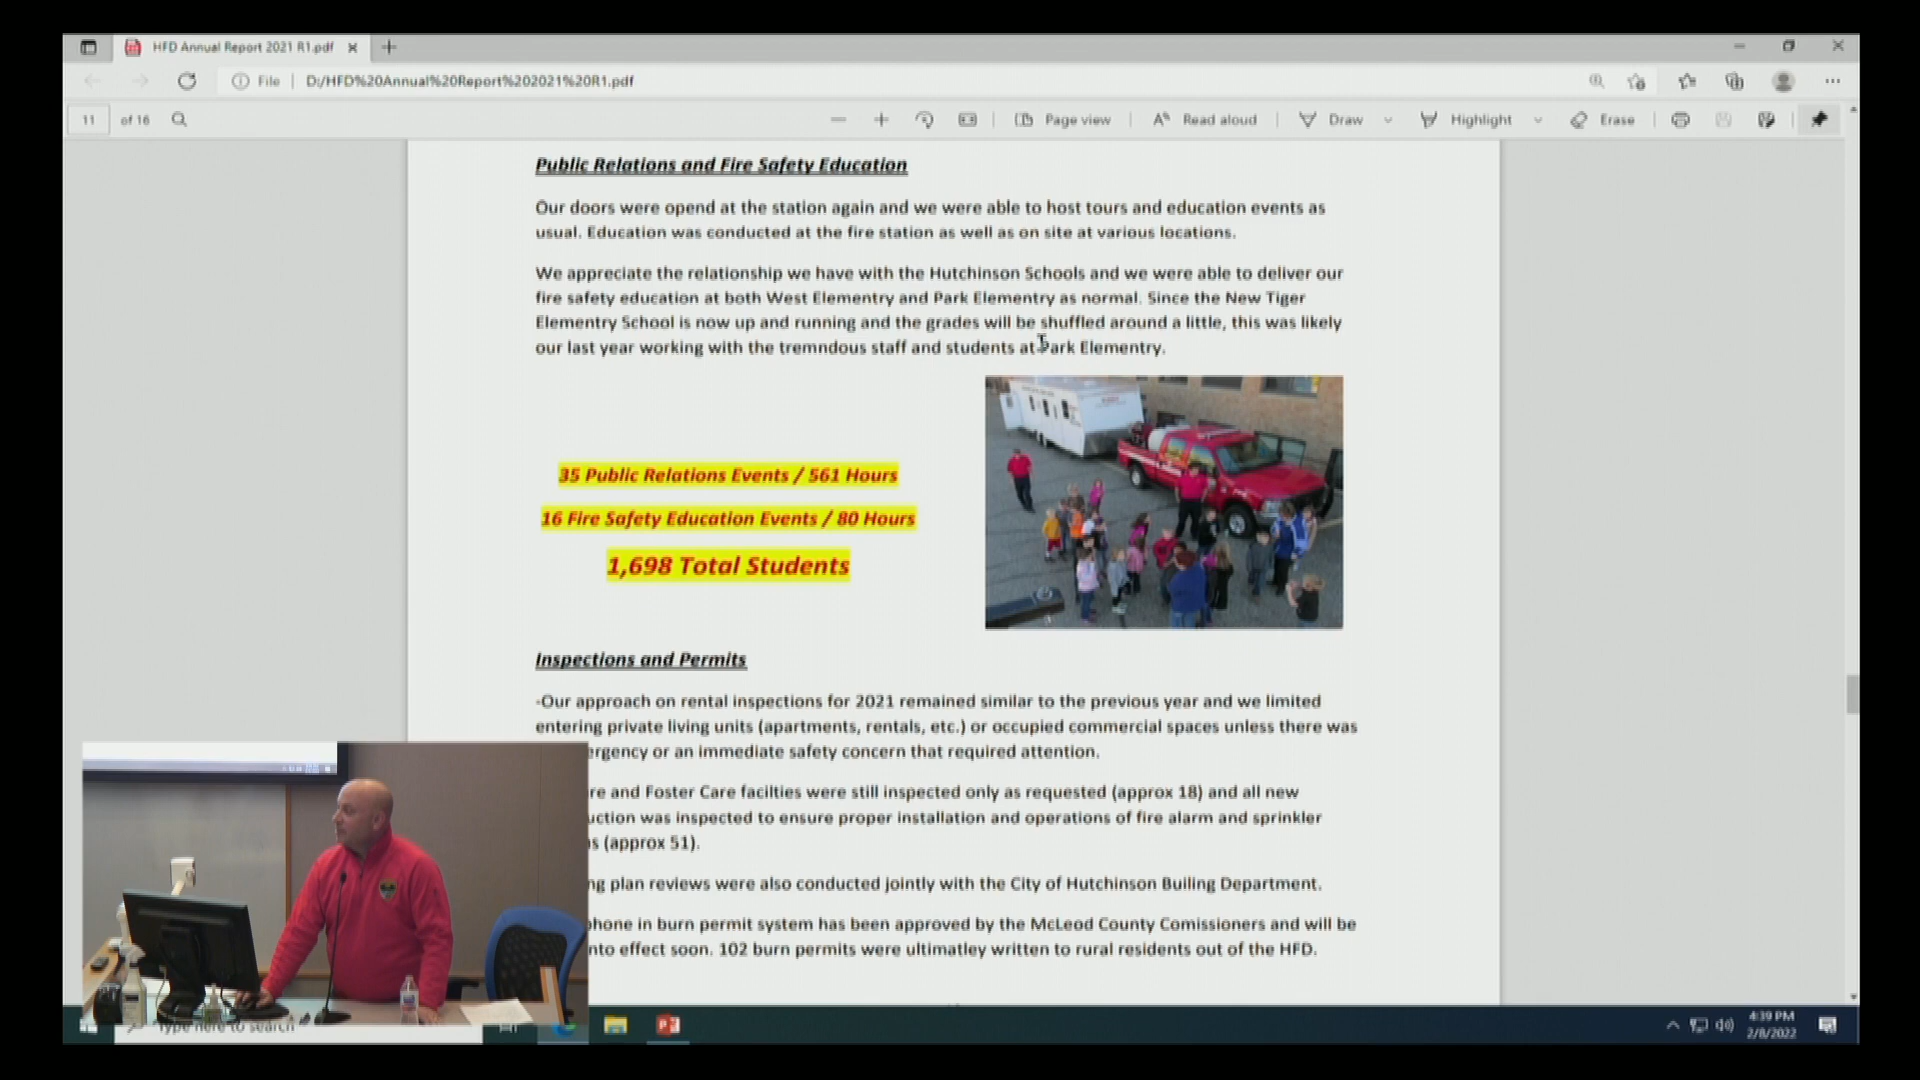 HFD Annual Report 2021 R1.pdf
File D:/HFD%20Annual%20Report%202021%20R1.pdf
11 of 16 Page view Read aloud Draw Highlight Erase
Public Relations and Fire Safety Education
Our doors were opend at the station again and we were able to host tours and education events as
usual. Education was conducted at the fire station as well as on site at various locations.
We appreciate the relationship we have with the Hutchinson Schools and we were able to deliver our
fire safety education at both West Elementry and Park Elementry as normal. Since the New Tiger
Elementry School is now up and running and the grades will be shuffled around a little, this was likely
our last year working with the tremndous staff and students at Park Elementry.
35 Public Relations Events / 561 Hours
16 Fire Safety Education Events / 80 Hours
1,698 Total Students
Inspections and Permits
-Our approach on rental inspections for 2021 remained similar to the previous year and we limited
entering private living units (apartments, rentals, etc.) or occupied commercial spaces unless there was
ergency or an immediate safety concern that required attention.
re and Foster Care facilties were still inspected only as requested (approx 18) and all new
uction was inspected to ensure proper installation and operations of fire alarm and sprinkler
s (approx 51).
ng plan reviews were also conducted jointly with the City of Hutchinson Builing Department.
phone in burn permit system has been approved by the McLeod County Comissioners and will be
nto effect soon. 102 burn permits were ultimatley written to rural residents out of the HFD.
Type here to search
4:39 PM
2/8/2022